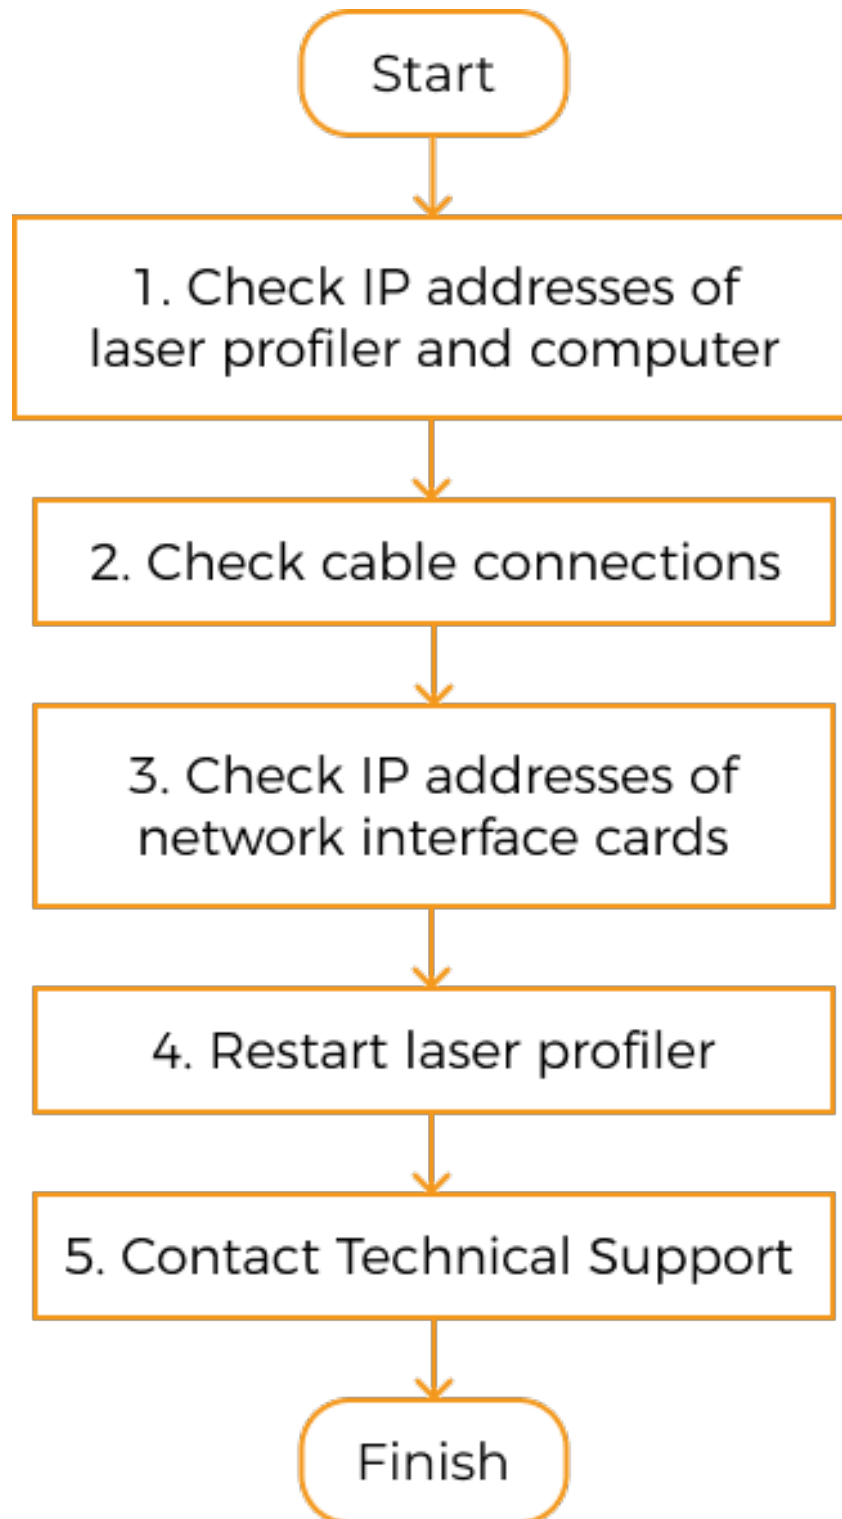 Start
1. Check IP addresses of
laser profiler and computer
2. Check cable connections
3. Check IP addresses of
network interface cards
4. Restart laser profiler
5. Contact Technical Support
Finish